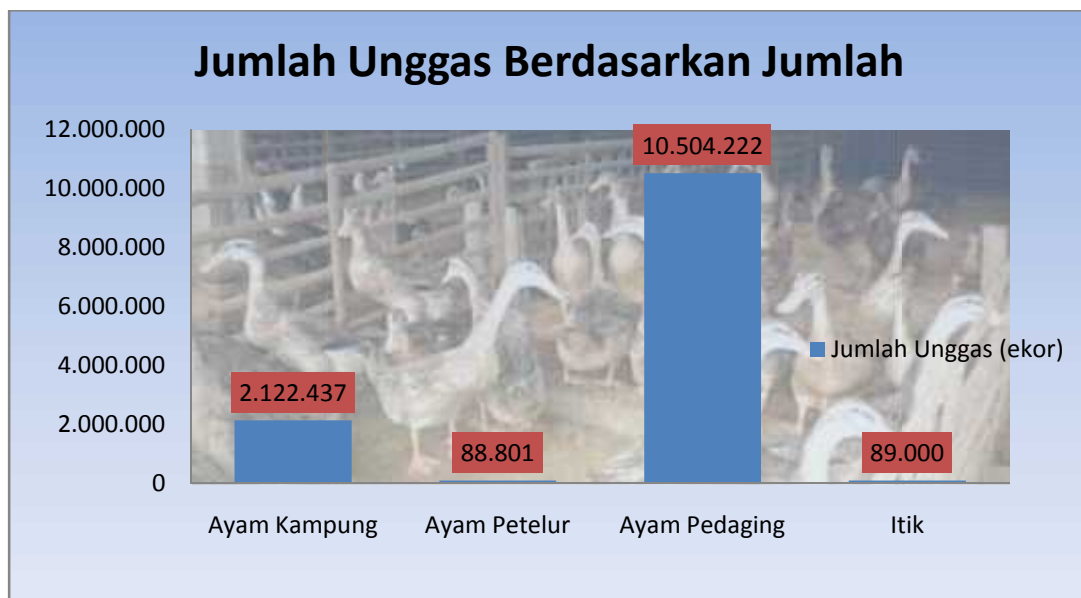 Jumlah Unggas Berdasarkan Jumlah
12.000.000
10.000.000
8.000.000
6.000.000
4.000.000
2.000.000
0
2.122.437
88.801
10.504.222
89.000
Jumlah Unggas (ekor)
Ayam Kampung
Ayam Petelur
Ayam Pedaging
Itik